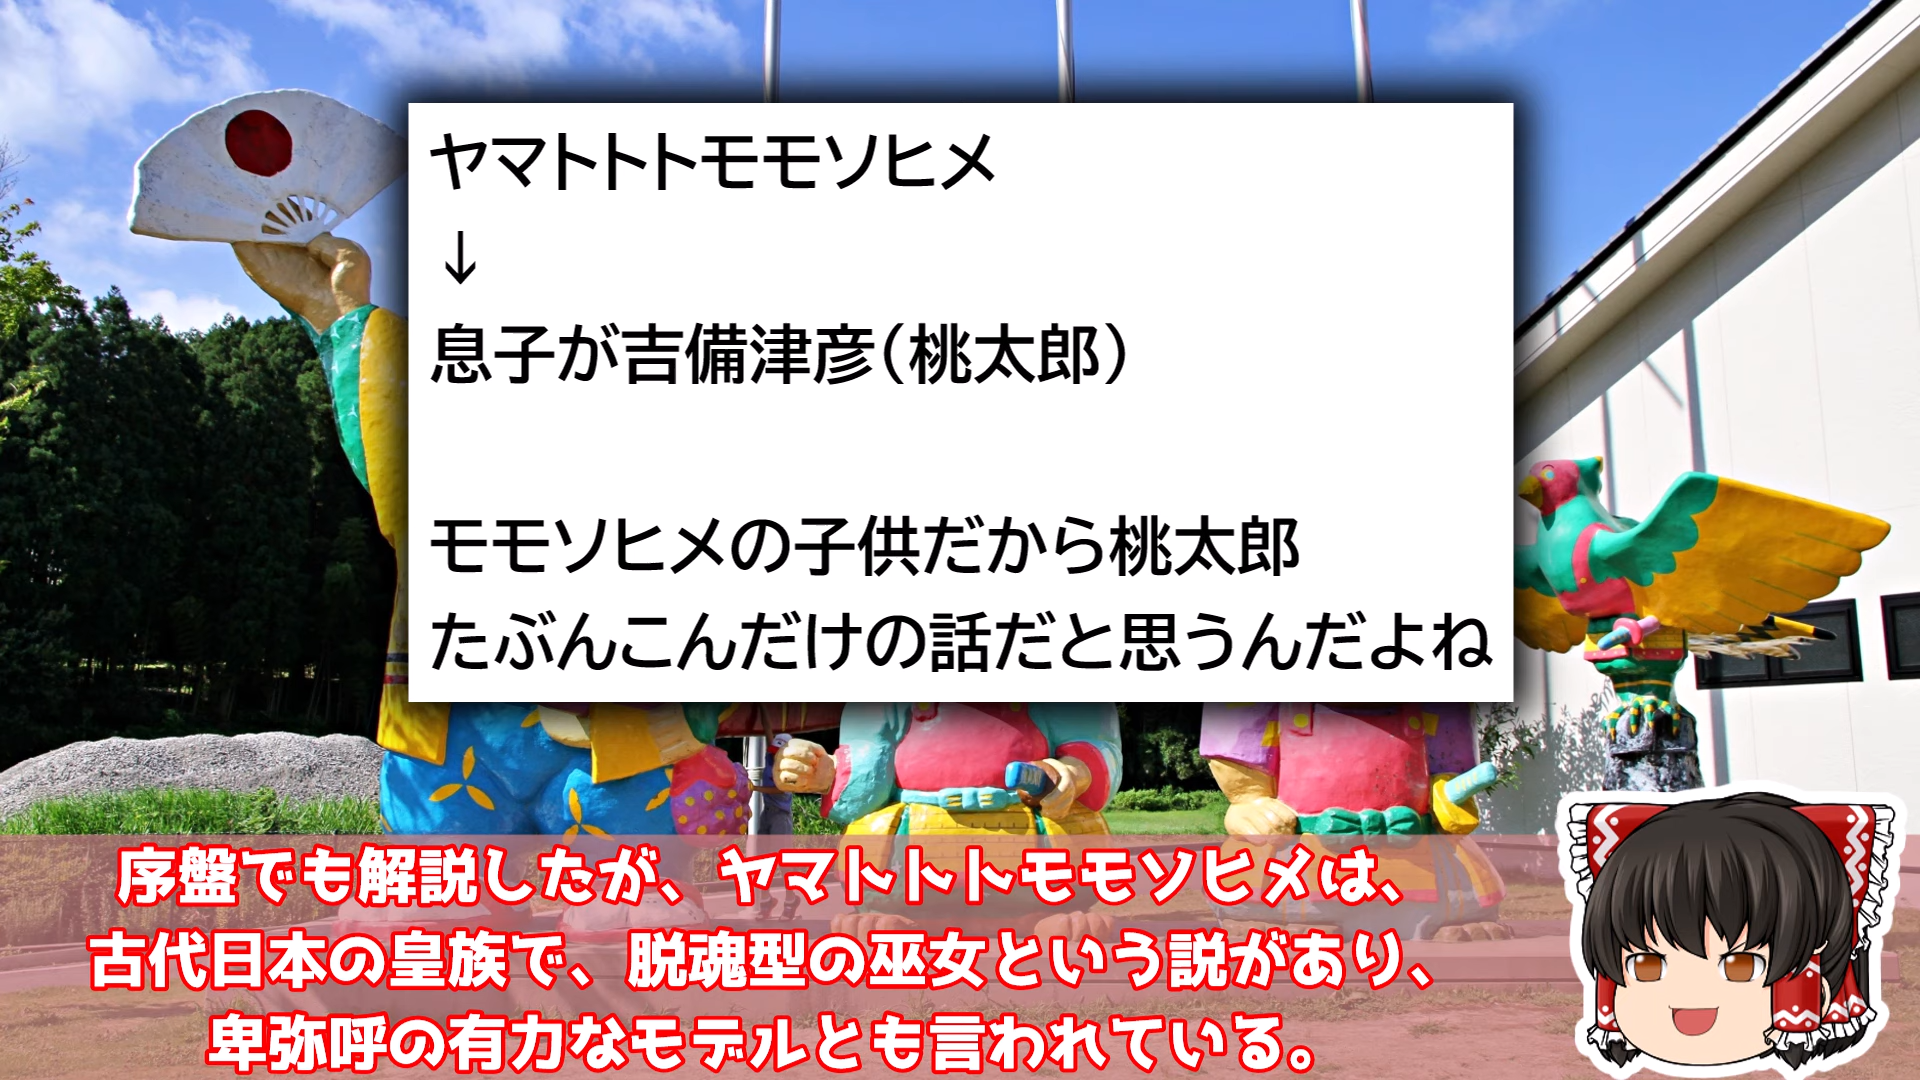 ヤマトトトモモソヒメ
↓
息子が吉備津彦（桃太郎）
モモソヒメの子供だから桃太郎
たぶんこんだけの話だと思うんだよね
序盤でも解説したが、ヤマトトトモモソヒメは、
古代日本の皇族で、脱魂型の巫女という説があり、
卑弥呼の有力なモデルとも言われている。